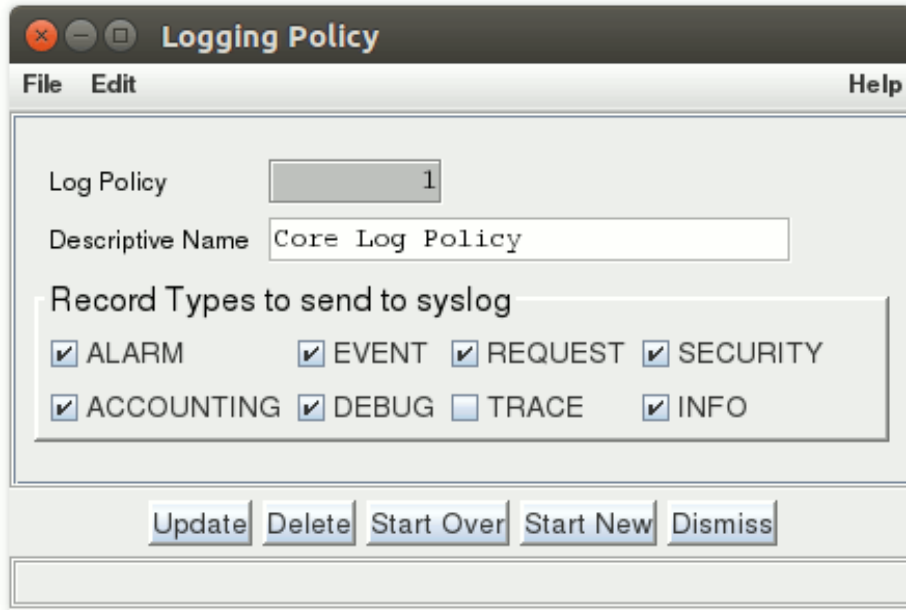 Logging Policy
File Edit Help
Log Policy 1
Descriptive Name Core Log Policy
Record Types to send to syslog
ALARM EVENT REQUEST SECURITY
ACCOUNTING DEBUG TRACE INFO
Update Delete Start Over Start New Dismiss